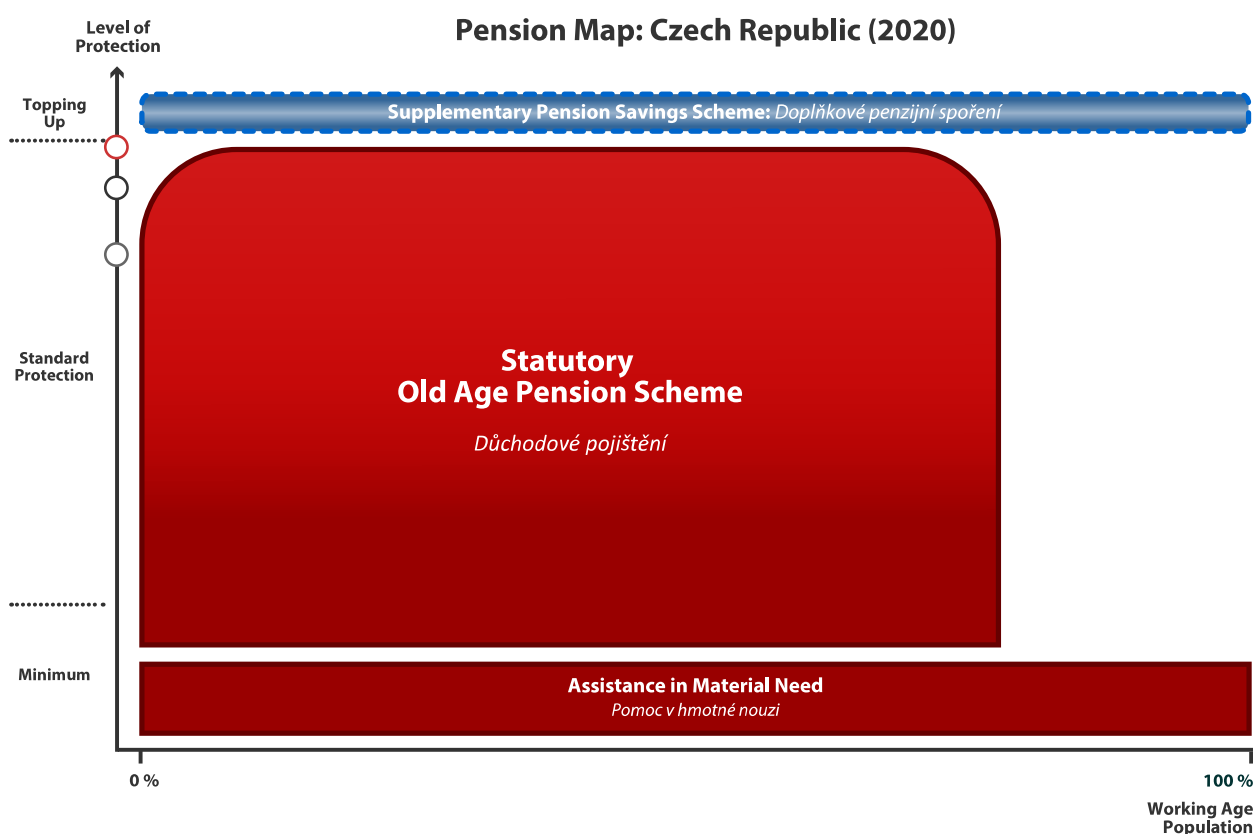 Pension Map: Czech Republic (2020)
Level of
Protection
Topping
Up
Supplementary Pension Savings Scheme: Doplňkové penzijní spoření
Standard
Protection
Statutory
Old Age Pension Scheme
Důchodové pojištění
Minimum
Assistance in Material Need
Pomoc v hmotné nouzi
0 %
100 %
Working Age
Population